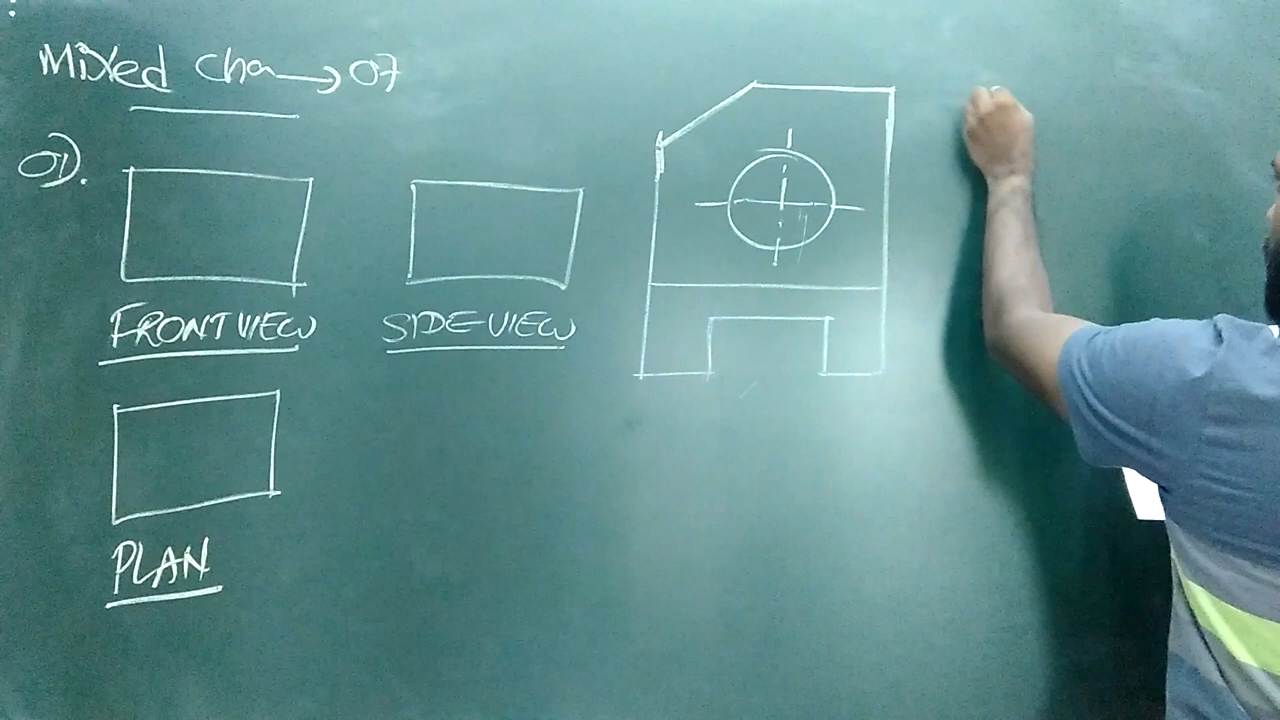 Mixed Cha → 07
01).
FRONT VIEW
SIDE-VIEW
PLAN